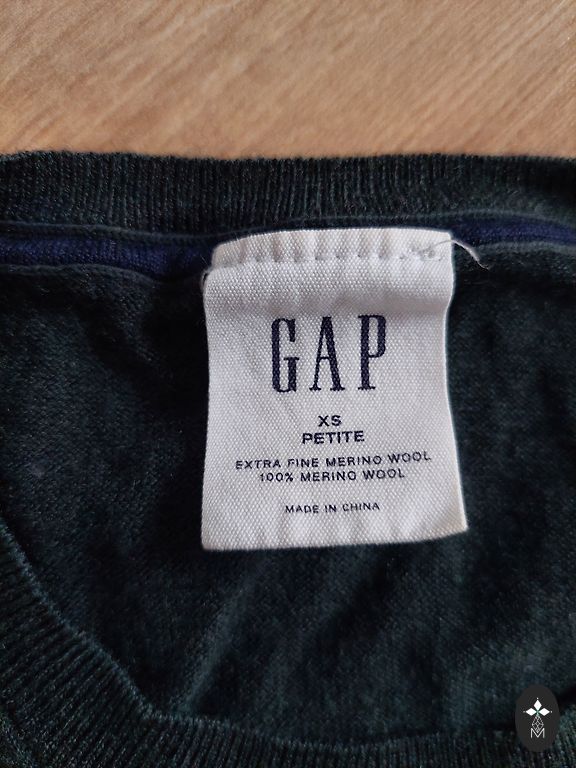 GAP
XS
PETITE
EXTRA FINE MERINO WOOL
100% MERINO WOOL
MADE IN CHINA
M